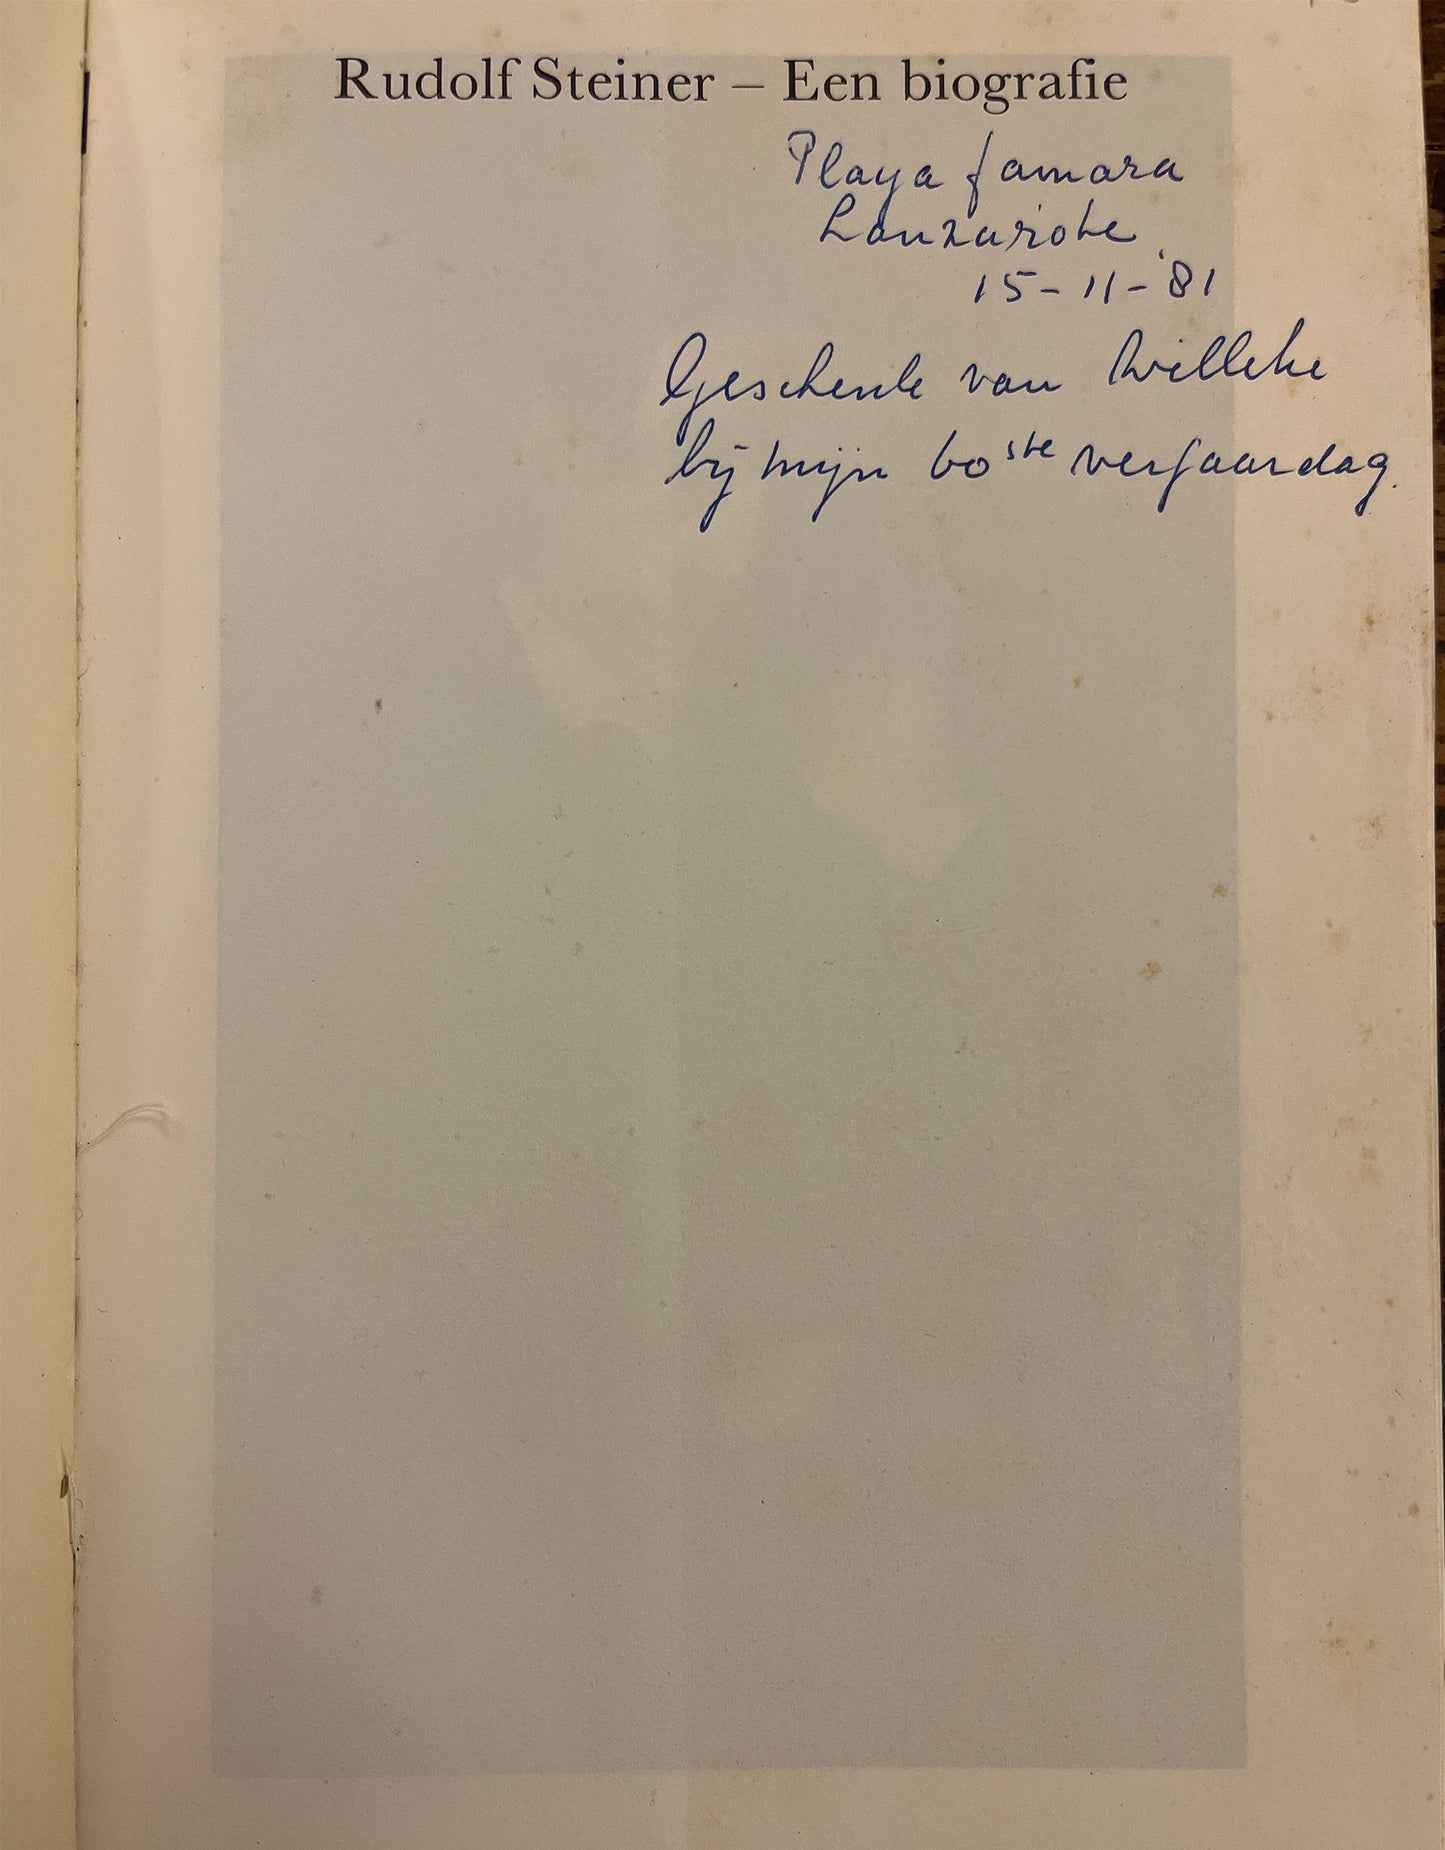 Rudolf Steiner – Een biografie
Playa famara
Lanzarote
15-11-'81
Geschenk van Willeke
bij mijn 60ste verjaardag.